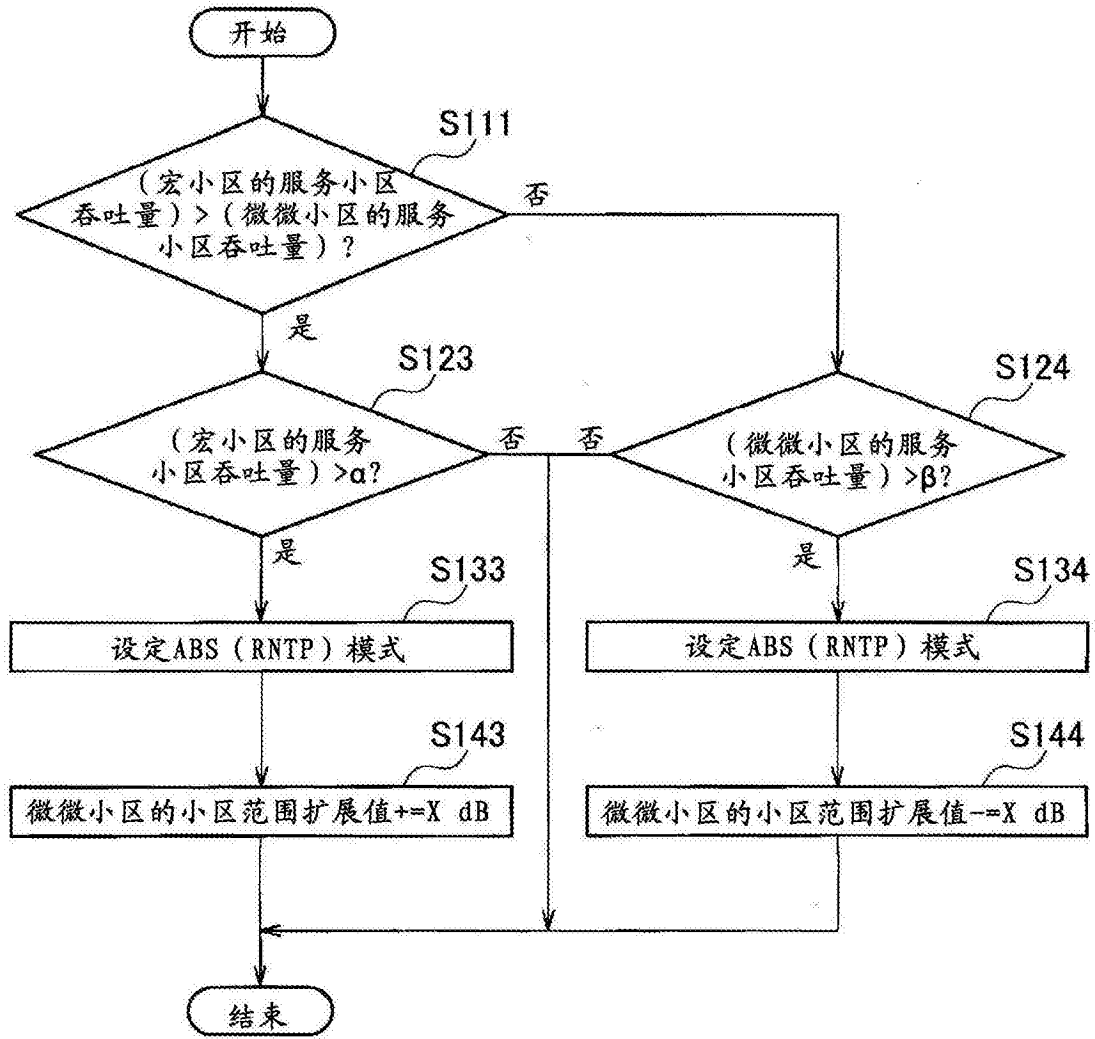 开始
S111
(宏小区的服务小区
吞吐量)>(微微小区的服务
小区吞吐量)?
否
是
S123
(宏小区的服务
小区吞吐量)>α?
否
否
S124
(微微小区的服务
小区吞吐量)>β?
是
是
S133
设定ABS(RNTP)模式
S134
设定ABS(RNTP)模式
S143
微微小区的小区范围扩展值+=X dB
S144
微微小区的小区范围扩展值-=X dB
结束